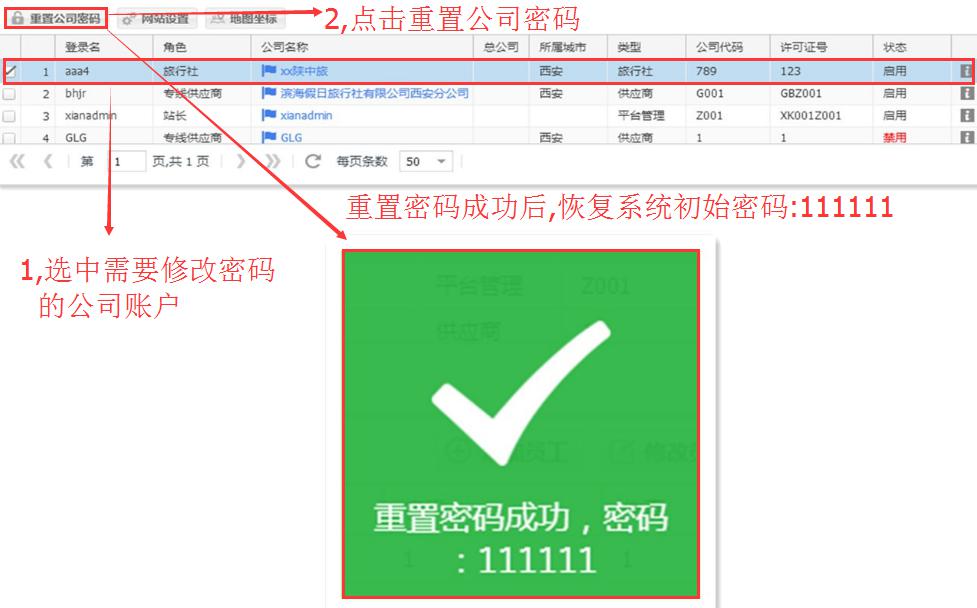 重置公司密码 网站设置 地图坐标 2,点击重置公司密码
登录名 角色 公司名称 总公司 所属城市 类型 公司代码 许可证号 状态
1 aaa4 旅行社 xx陕中旅 西安 旅行社 789 123 启用
2 bhjr 专线供应商 滨海假日旅行社有限公司西安分公司 西安 供应商 G001 GBZ001 启用
3 xianadmin 站长 xianadmin 平台管理 Z001 XK001Z001 启用
4 GLG 专线供应商 GLG 西安 供应商 1 1 禁用
第 1 页,共 1 页 每页条数 50
重置密码成功后,恢复系统初始密码:111111
1,选中需要修改密码
的公司账户
平台管理 Z001
供应商
员工 修改
重置密码成功，密码
:111111
1 1